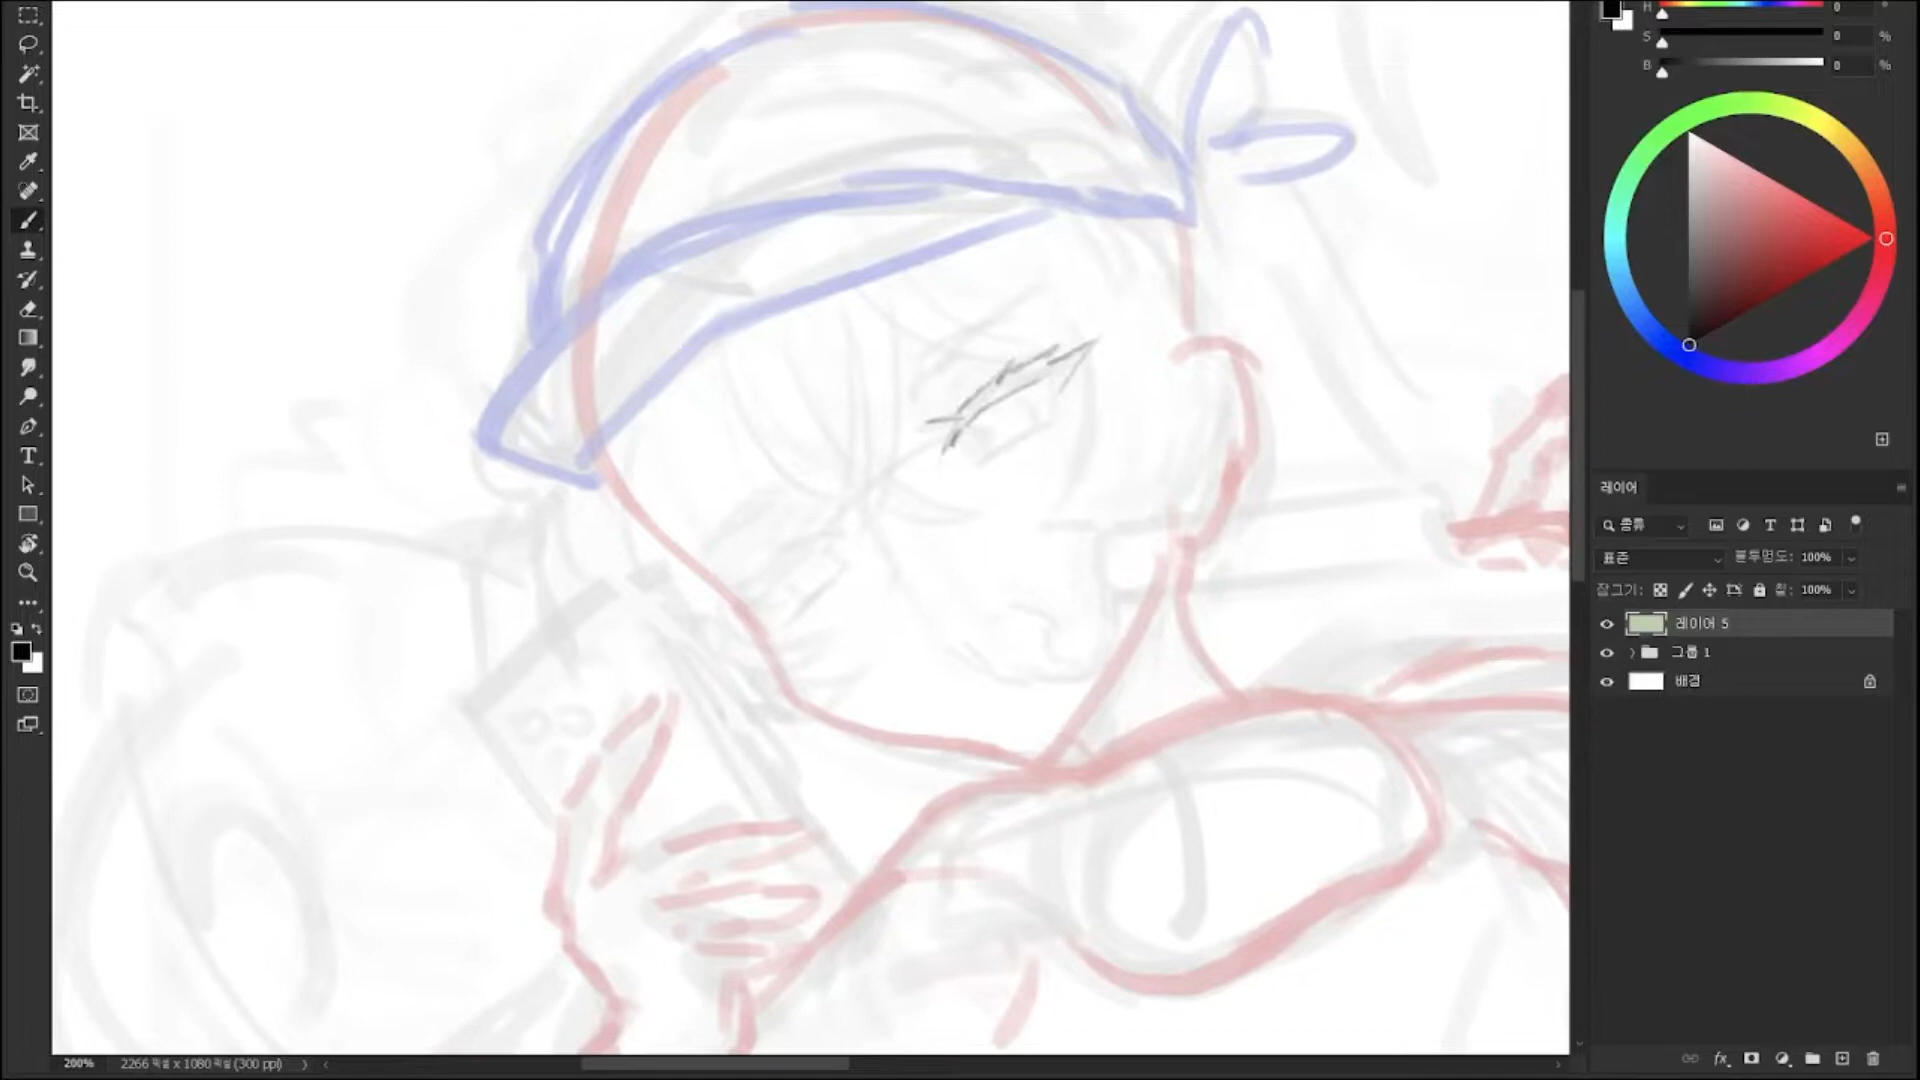 H 0 °
S 0 %
B 0 %
레이어
종류
표준 불투명도: 100%
잠그기: 칠: 100%
레이어 5
그룹 1
배경
T
fx
200% 2266 픽셀 x 1080 픽셀 (300 ppi)